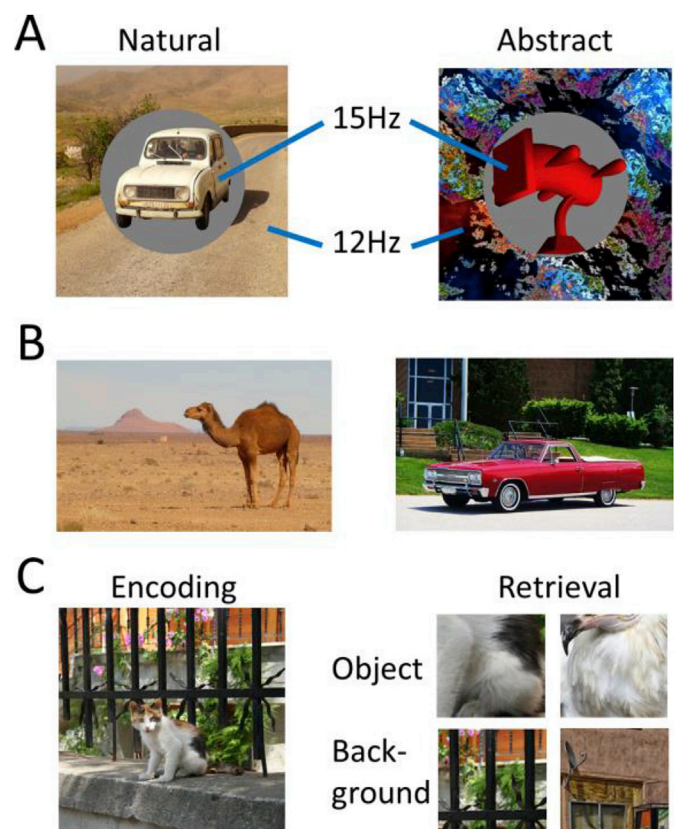 A
Natural
Abstract
15Hz
12Hz
B
C
Encoding
Retrieval
Object
Back-
ground